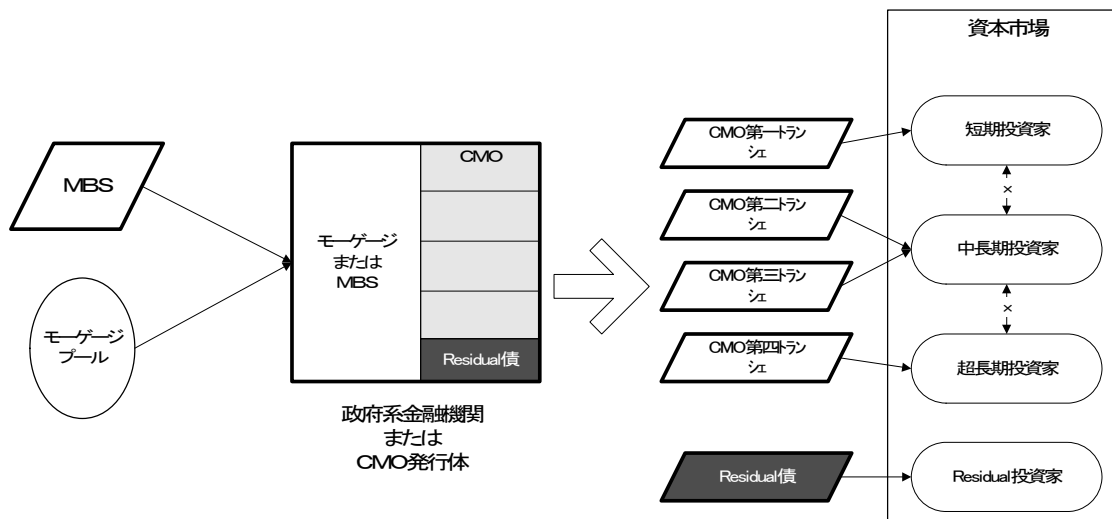 資本市場
MBS
モーゲージ
プール
モーゲージ
または
MBS
CMO
Residual債
政府系金融機関
または
CMO発行体
CMO第一トラン
シェ
CMO第二トラン
シェ
CMO第三トラン
シェ
CMO第四トラン
シェ
Residual債
短期投資家
x
中長期投資家
x
超長期投資家
Residual投資家